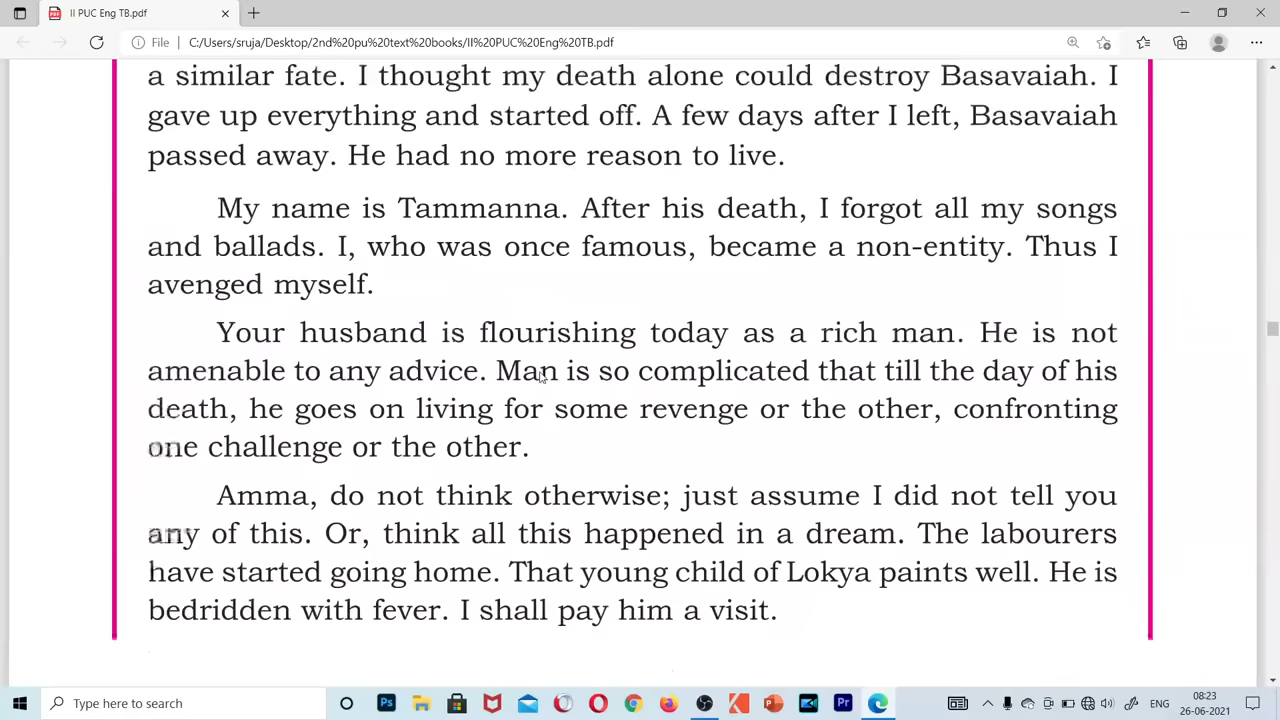 II PUC Eng TB.pdf
File | C:/Users/sruja/Desktop/2nd%20pu%20text%20books/II%20PUC%20Eng%20TB.pdf
a similar fate. I thought my death alone could destroy Basavaiah. I
gave up everything and started off. A few days after I left, Basavaiah
passed away. He had no more reason to live.
My name is Tammanna. After his death, I forgot all my songs
and ballads. I, who was once famous, became a non-entity. Thus I
avenged myself.
Your husband is flourishing today as a rich man. He is not
amenable to any advice. Man is so complicated that till the day of his
death, he goes on living for some revenge or the other, confronting
one challenge or the other.
Amma, do not think otherwise; just assume I did not tell you
any of this. Or, think all this happened in a dream. The labourers
have started going home. That young child of Lokya paints well. He is
bedridden with fever. I shall pay him a visit.
Type here to search
Ps
Pr
ENG
08:23
26-06-2021